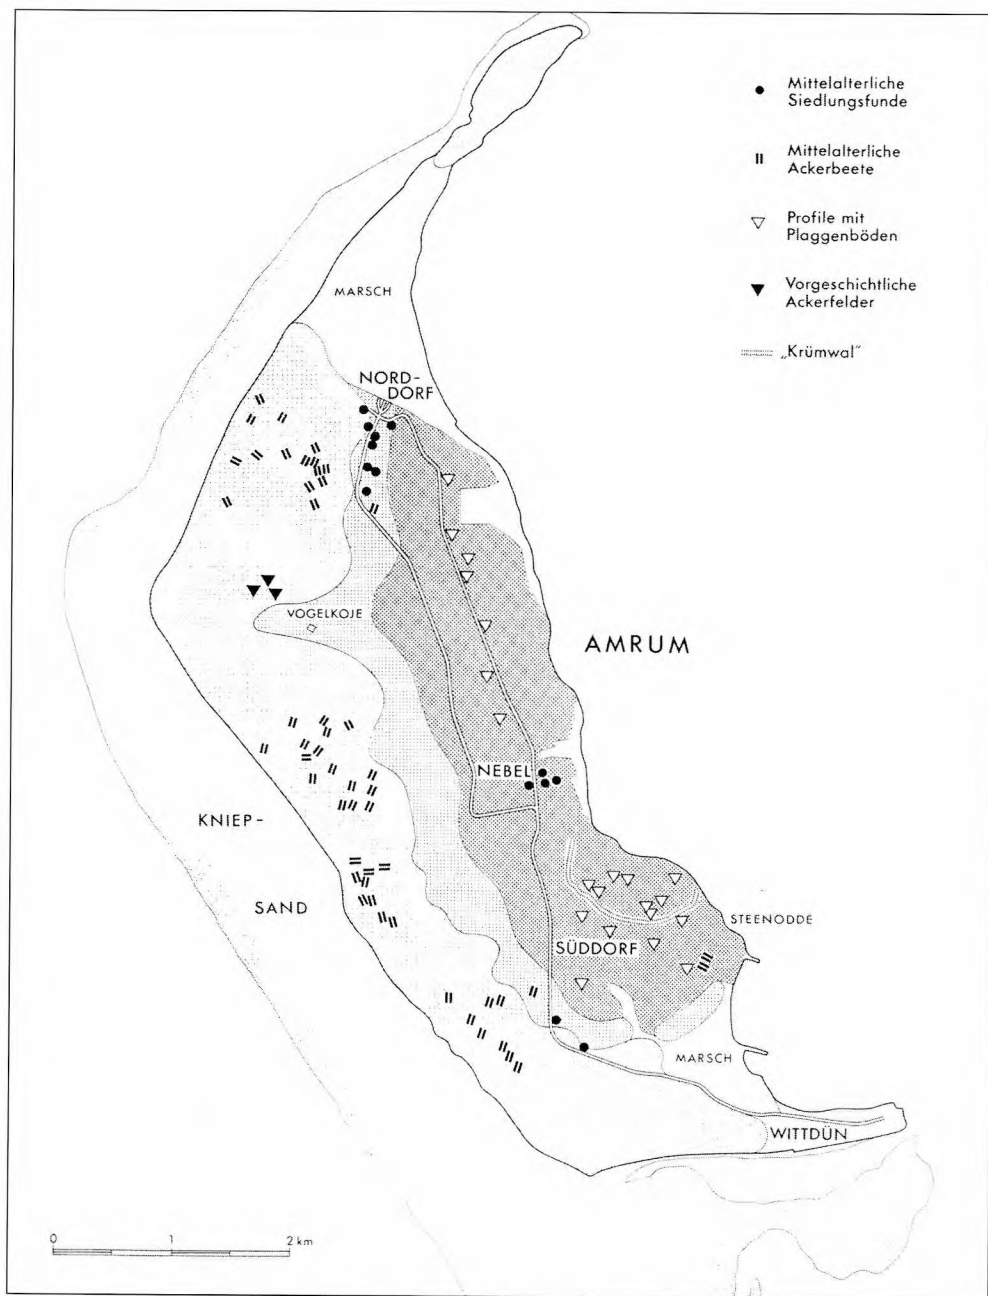 Mittelalterliche
Siedlungsfunde
Mittelalterliche
Ackerbeete
Profile mit
Plaggenböden
Vorgeschichtliche
Ackerfelder
„Krümwal“
MARSCH
NORD-
DORF
VOGELKOJE
AMRUM
NEBEL
KNIEP-
SAND
STEENODDE
SÜDDORF
MARSCH
WITTDÜN
0 1 2 km